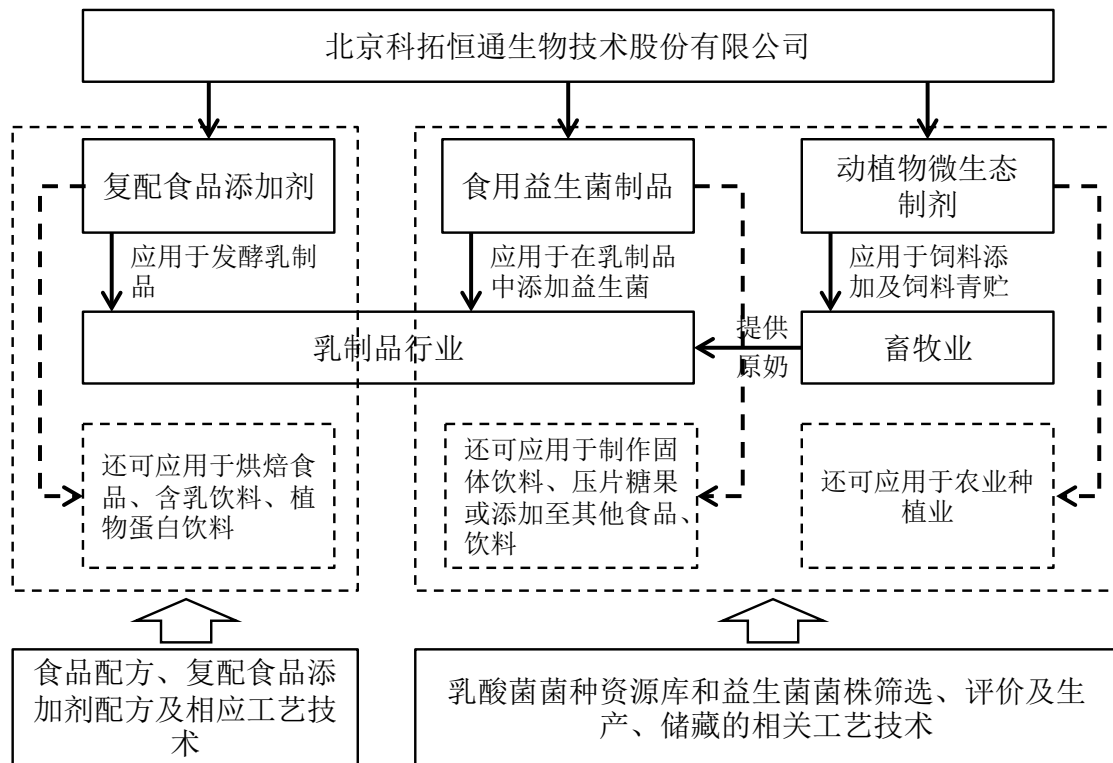 北京科拓恒通生物技术股份有限公司
复配食品添加剂
食用益生菌制品
动植物微生态
制剂
应用于发酵乳制
品
应用于在乳制品
中添加益生菌
应用于饲料添
加及饲料青贮
乳制品行业
提供
原奶
畜牧业
还可应用于烘焙食
品、含乳饮料、植
物蛋白饮料
还可应用于制作固
体饮料、压片糖果
或添加至其他食品、
饮料
还可应用于农业种
植业
食品配方、复配食品添
加剂配方及相应工艺技
术
乳酸菌菌种资源库和益生菌菌株筛选、评价及生
产、储藏的相关工艺技术